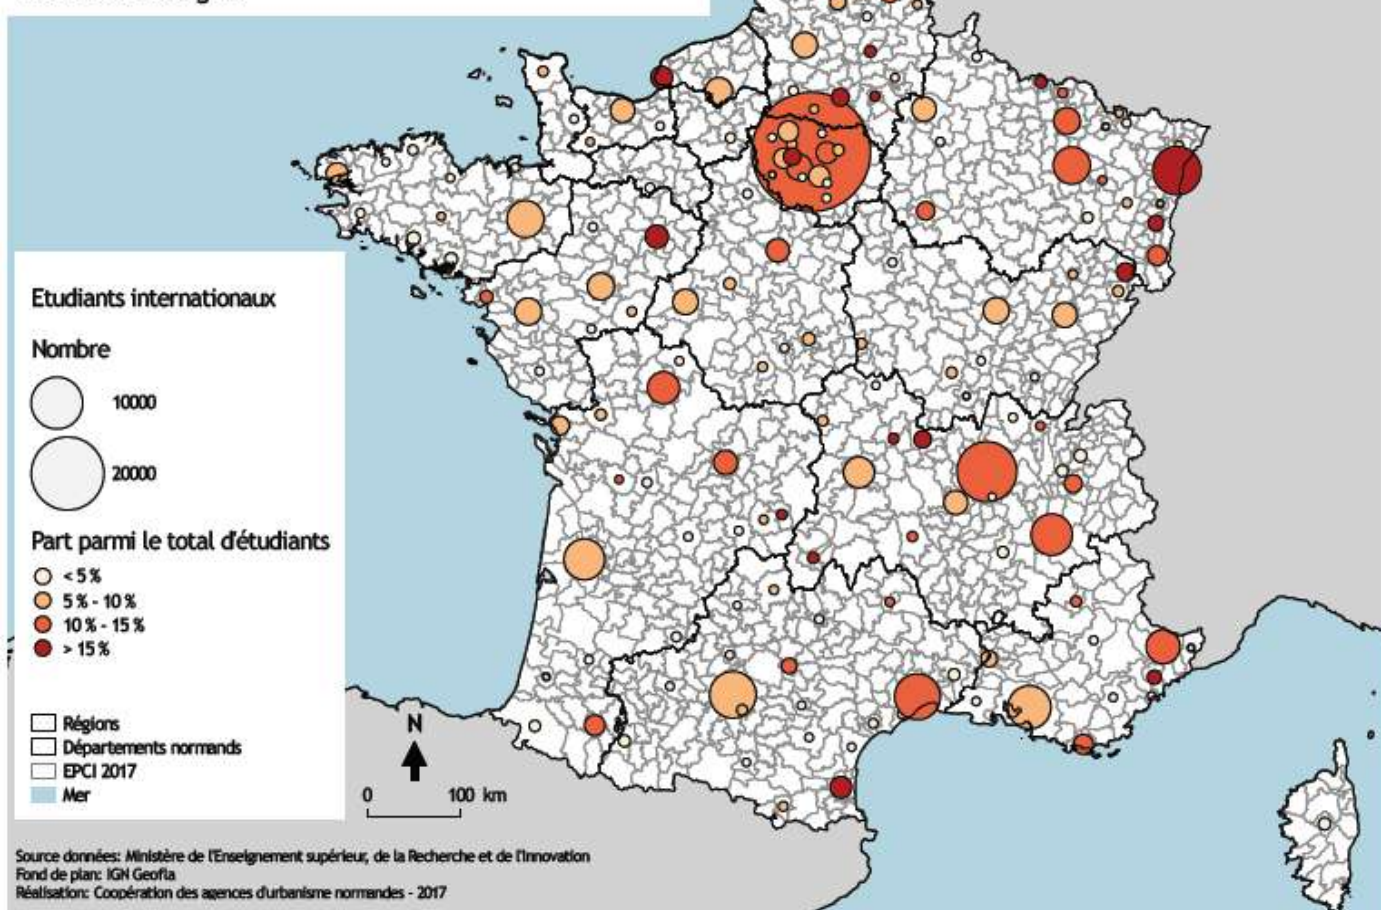 Etudiants internationaux
Nombre
10000
20000
Part parmi le total d'étudiants
< 5 %
5 % - 10 %
10 % - 15 %
> 15 %
Régions
Départements normands
EPCI 2017
Mer
N
0 100 km
Source données: Ministère de l'Enseignement supérieur, de la Recherche et de l'Innovation
Fond de plan: IGN Geofla
Réalisation: Coopération des agences d'urbanisme normandes - 2017